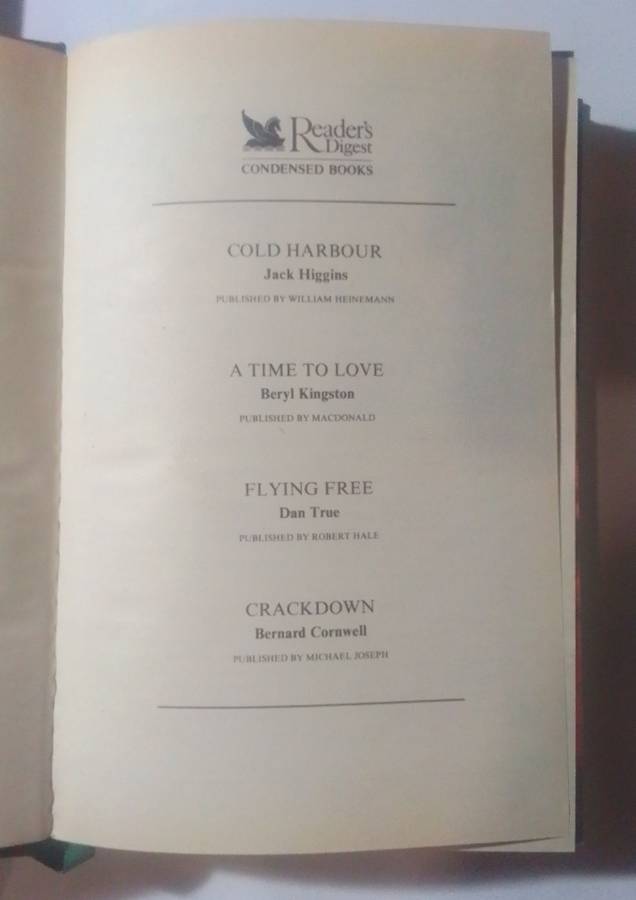 Reader's
Digest
CONDENSED BOOKS
COLD HARBOUR
Jack Higgins
PUBLISHED BY WILLIAM HEINEMANN
A TIME TO LOVE
Beryl Kingston
PUBLISHED BY MACDONALD
FLYING FREE
Dan True
PUBLISHED BY ROBERT HALE
CRACKDOWN
Bernard Cornwell
PUBLISHED BY MICHAEL JOSEPH